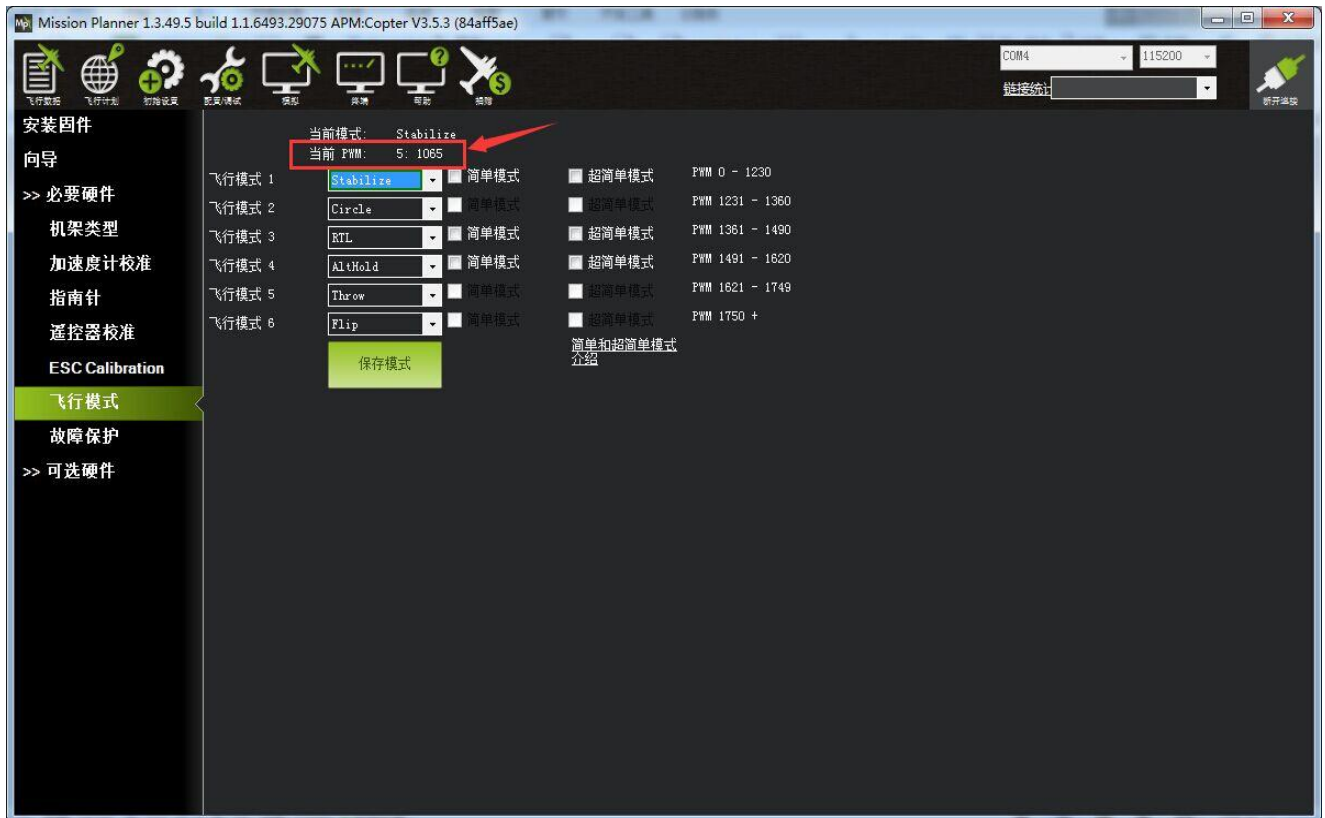 Mission Planner 1.3.49.5 build 1.1.6493.29075 APM:Copter V3.5.3 (84aff5ae)
飞行数据 飞行计划 初始设置 配置/调试 模拟 终端 帮助 捐赠
COM4 115200
链接统计
断开连接
安装固件
向导
>> 必要硬件
机架类型
加速度计校准
指南针
遥控器校准
ESC Calibration
飞行模式
故障保护
>> 可选硬件
当前模式: Stabilize
当前 PWM: 5: 1065
飞行模式 1 Stabilize 简单模式 超简单模式 PWM 0 - 1230
飞行模式 2 Circle 简单模式 超简单模式 PWM 1231 - 1360
飞行模式 3 RTL 简单模式 超简单模式 PWM 1361 - 1490
飞行模式 4 AltHold 简单模式 超简单模式 PWM 1491 - 1620
飞行模式 5 Throw 简单模式 超简单模式 PWM 1621 - 1749
飞行模式 6 Flip 简单模式 超简单模式 PWM 1750 +
简单和超简单模式
介绍
保存模式